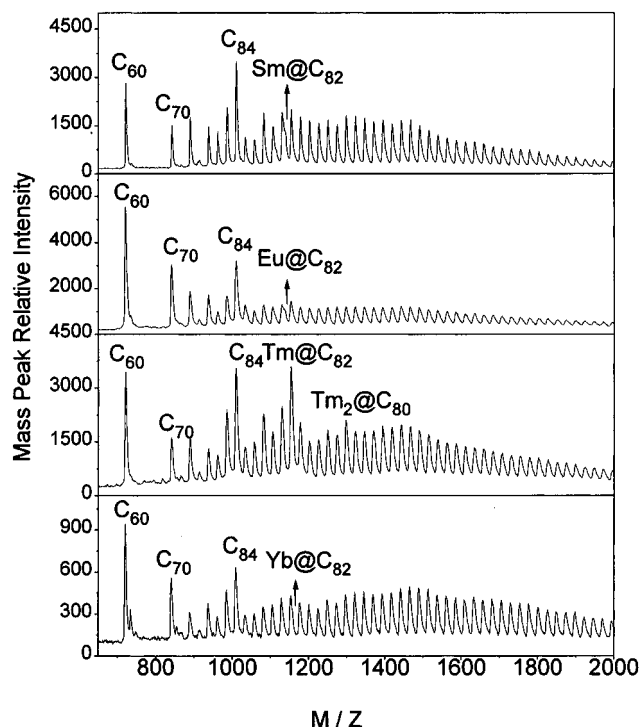 Mass Peak Relative Intensity
4500
3000
1500
0
C60
C70
C84
Sm@C82
6000
4000
2000
C60
C70
C84
Eu@C82
4500
3000
1500
0
C60
C70
C84
Tm@C82
Tm2@C80
900
600
300
0
C60
C70
C84
Yb@C82
800 1000 1200 1400 1600 1800 2000
M / Z